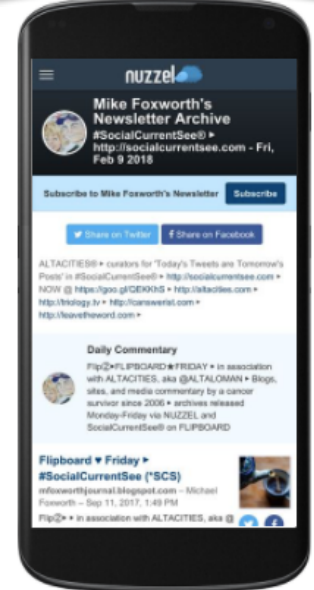 nuzzel
Mike Foxworth's
Newsletter Archive
#SocialCurrentSee® ▸
http://socialcurrentsee.com - Fri,
Feb 9 2018
Subscribe to Mike Foxworth's Newsletter
Subscribe
Share on Twitter
f Share on Facebook
ALTACITIES® ▸ curators for 'Today's Tweets are Tomorrow's
Posts' in #SocialCurrentSee® ▸ http://socialcurrentsee.com ▸
NOW @ https://goo.gl/QEKKhS ▸ http://altacities.com ▸
http://triology.tv ▸ http://canswerist.com ▸
http://leavetheword.com ▸
Daily Commentary
Flip②▸FLIPBOARD★FRIDAY ▸ in association
with ALTACITIES, aka @ALTALOMAN ▸ Blogs,
sites, and media commentary by a cancer
survivor since 2006 ▸ archives released
Monday-Friday via NUZZEL and
SocialCurrentSee® on FLIPBOARD
Flipboard ♥ Friday ▸
#SocialCurrentSee (*SCS)
mfoxworthjournal.blogspot.com – Michael
Foxworth – Sep 11, 2017, 1:49 PM
Flip②▸ ▸ in association with ALTACITIES, aka @